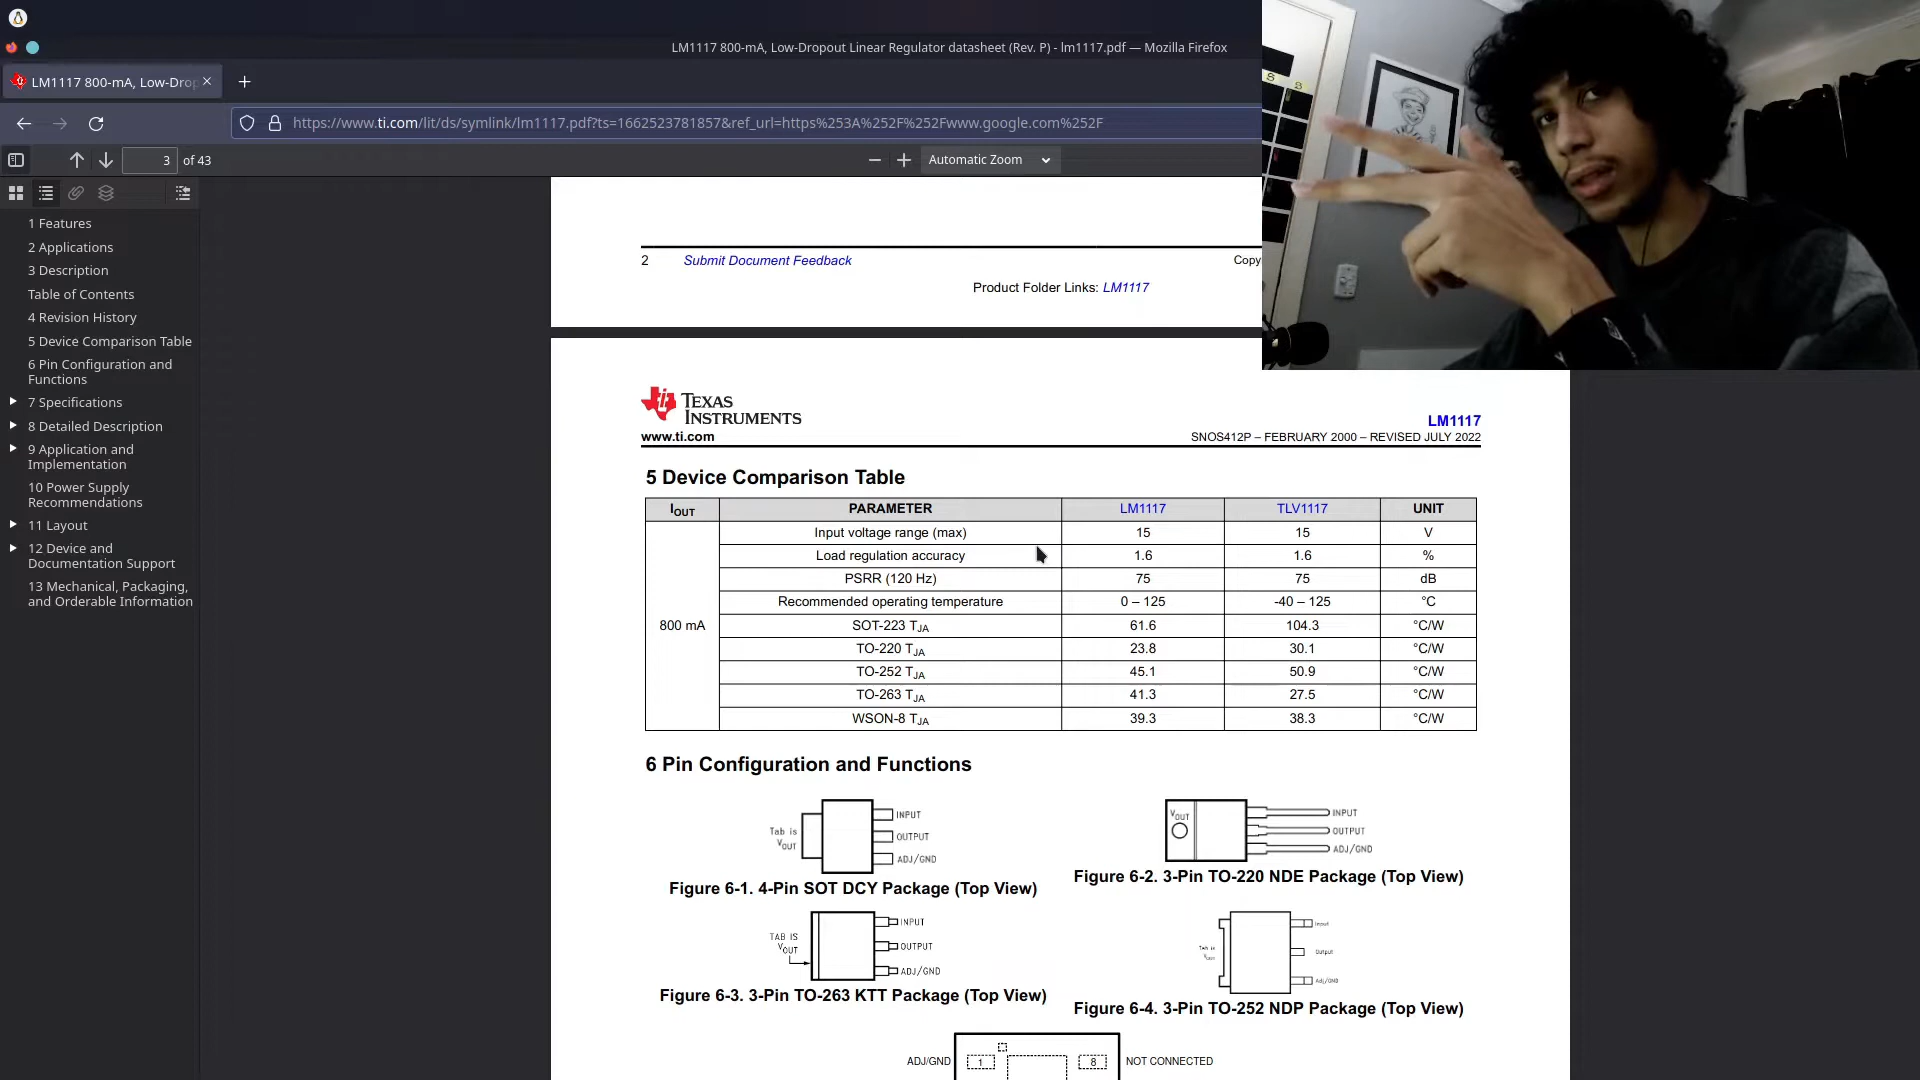 LM1117 800-mA, Low-Dropout Linear Regulator datasheet (Rev. P) - lm1117.pdf — Mozilla Firefox
LM1117 800-mA, Low-Drop
https://www.ti.com/lit/ds/symlink/lm1117.pdf?ts=1662523781857&ref_url=https%253A%252F%252Fwww.google.com%252F
3 of 43
Automatic Zoom
1 Features
2 Applications
3 Description
Table of Contents
4 Revision History
5 Device Comparison Table
6 Pin Configuration and
Functions
7 Specifications
8 Detailed Description
9 Application and
Implementation
10 Power Supply
Recommendations
11 Layout
12 Device and
Documentation Support
13 Mechanical, Packaging,
and Orderable Information
2 Submit Document Feedback Copy
Product Folder Links: LM1117
TEXAS
INSTRUMENTS
www.ti.com
LM1117
SNOS412P – FEBRUARY 2000 – REVISED JULY 2022
5 Device Comparison Table
IOUT PARAMETER LM1117 TLV1117 UNIT
800 mA
Input voltage range (max) 15 15 V
Load regulation accuracy 1.6 1.6 %
PSRR (120 Hz) 75 75 dB
Recommended operating temperature 0 – 125 -40 – 125 °C
SOT-223 TJA 61.6 104.3 °C/W
TO-220 TJA 23.8 30.1 °C/W
TO-252 TJA 45.1 50.9 °C/W
TO-263 TJA 41.3 27.5 °C/W
WSON-8 TJA 39.3 38.3 °C/W
6 Pin Configuration and Functions
Tab is
VOUT
INPUT
OUTPUT
ADJ/GND
Figure 6-1. 4-Pin SOT DCY Package (Top View)
VOUT
INPUT
OUTPUT
ADJ/GND
Figure 6-2. 3-Pin TO-220 NDE Package (Top View)
TAB IS
VOUT
INPUT
OUTPUT
ADJ/GND
Figure 6-3. 3-Pin TO-263 KTT Package (Top View)
Tab is
VOUT
Input
Output
Adj/GND
Figure 6-4. 3-Pin TO-252 NDP Package (Top View)
ADJ/GND 1 8 NOT CONNECTED
S
S